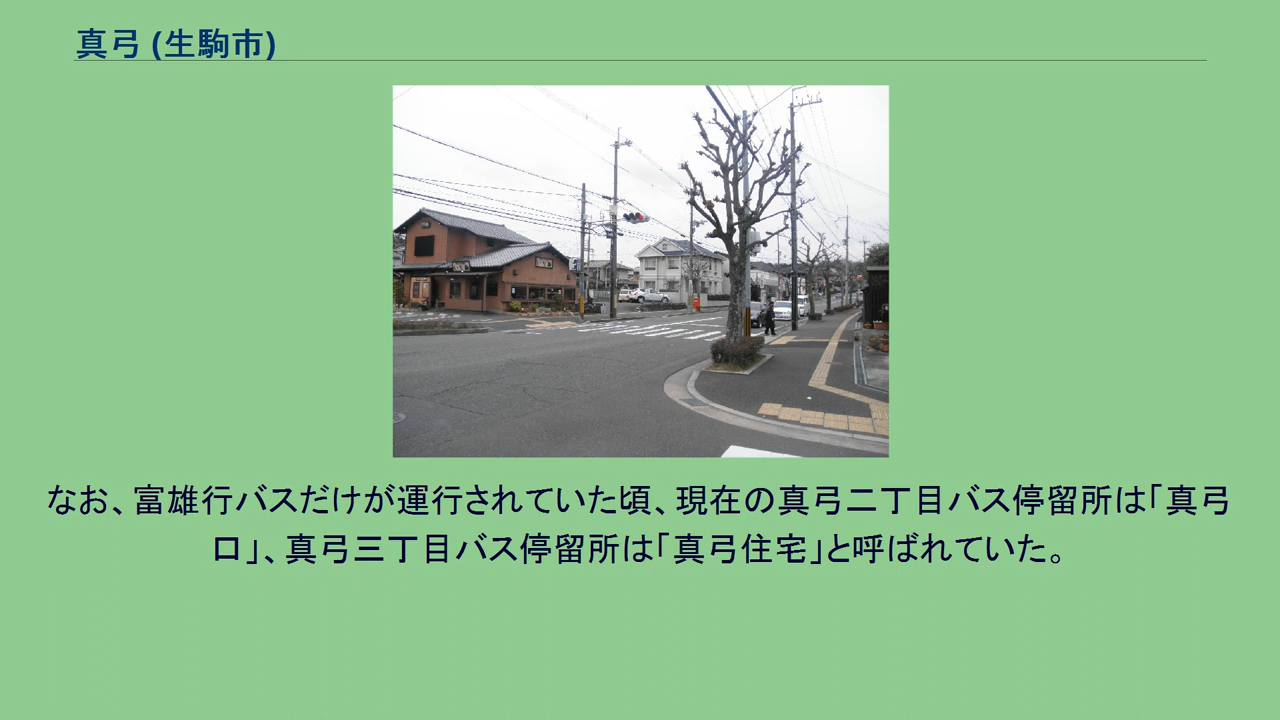 真弓 (生駒市)
なお、富雄行バスだけが運行されていた頃、現在の真弓二丁目バス停留所は「真弓
口」、真弓三丁目バス停留所は「真弓住宅」と呼ばれていた。